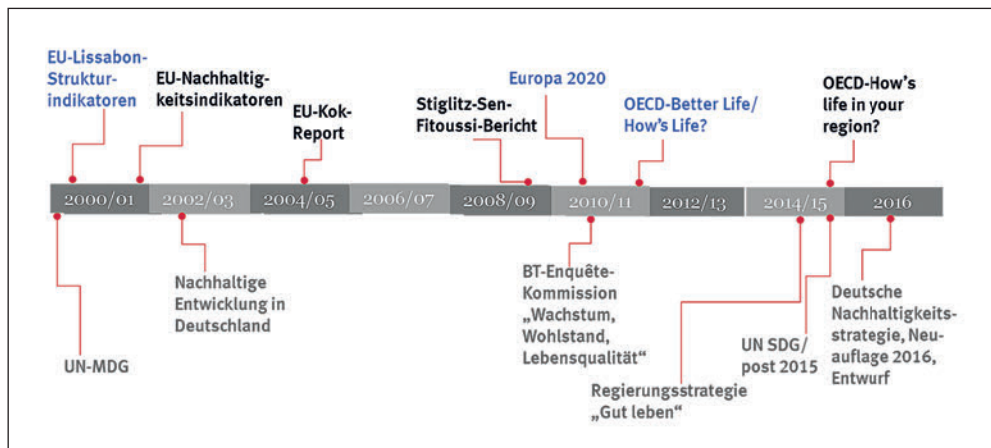 EU-Lissabon-
Struktur-
indikatoren
EU-Nachhaltig-
keitsindikatoren
EU-Kok-
Report
Stiglitz-Sen-
Fitoussi-Bericht
Europa 2020
OECD-Better Life/
How's Life?
OECD-How's
life in your
region?
2000/01
2002/03
2004/05
2006/07
2008/09
2010/11
2012/13
2014/15
2016
UN-MDG
Nachhaltige
Entwicklung in
Deutschland
BT-Enquête-
Kommission
„Wachstum,
Wohlstand,
Lebensqualität“
Regierungsstrategie
„Gut leben“
UN SDG/
post 2015
Deutsche
Nachhaltigkeits-
strategie, Neu-
auflage 2016,
Entwurf